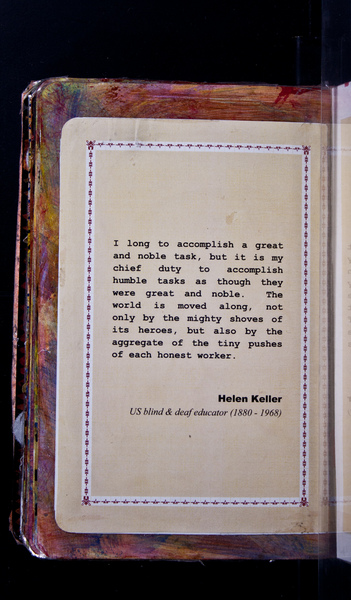 I long to accomplish a great
and noble task, but it is my
chief duty to accomplish
humble tasks as though they
were great and noble. The
world is moved along, not
only by the mighty shoves of
its heroes, but also by the
aggregate of the tiny pushes
of each honest worker.
Helen Keller
US blind & deaf educator (1880 - 1968)